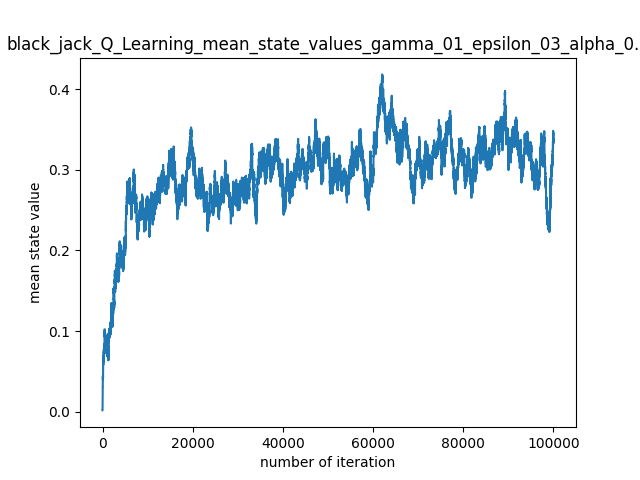 black_jack_Q_Learning_mean_state_values_gamma_01_epsilon_03_alpha_0.
mean state value
0.4
0.3
0.2
0.1
0.0
0 20000 40000 60000 80000 100000
number of iteration